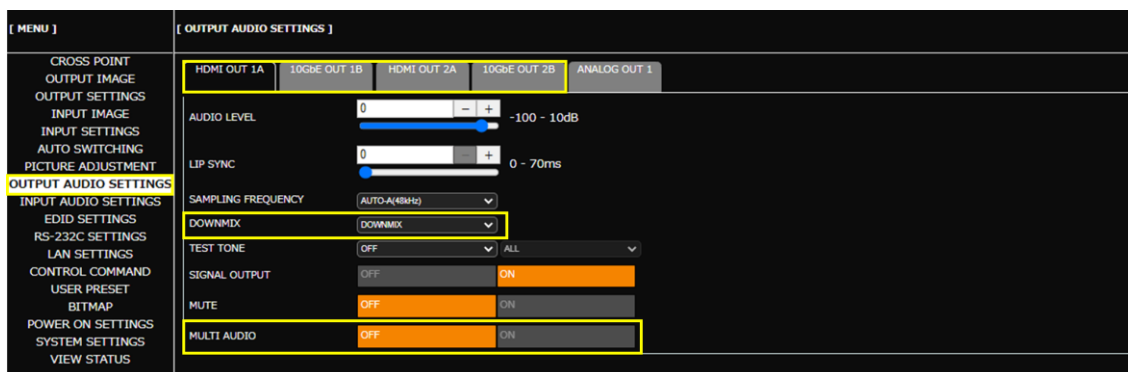 [ MENU ]
[ OUTPUT AUDIO SETTINGS ]
CROSS POINT
OUTPUT IMAGE
OUTPUT SETTINGS
INPUT IMAGE
INPUT SETTINGS
AUTO SWITCHING
PICTURE ADJUSTMENT
OUTPUT AUDIO SETTINGS
INPUT AUDIO SETTINGS
EDID SETTINGS
RS-232C SETTINGS
LAN SETTINGS
CONTROL COMMAND
USER PRESET
BITMAP
POWER ON SETTINGS
SYSTEM SETTINGS
VIEW STATUS
HDMI OUT 1A 10GbE OUT 1B HDMI OUT 2A 10GbE OUT 2B ANALOG OUT 1
AUDIO LEVEL 0 − + -100 - 10dB
LIP SYNC 0 − + 0 - 70ms
SAMPLING FREQUENCY AUTO-A(48kHz)
DOWNMIX DOWNMIX
TEST TONE OFF ALL
SIGNAL OUTPUT OFF ON
MUTE OFF ON
MULTI AUDIO OFF ON